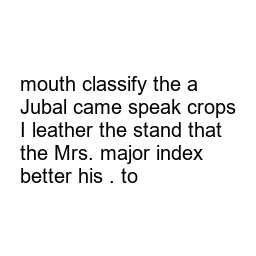 mouth classify the a
Jubal came speak crops
I leather the stand that
the Mrs. major index
better his . to